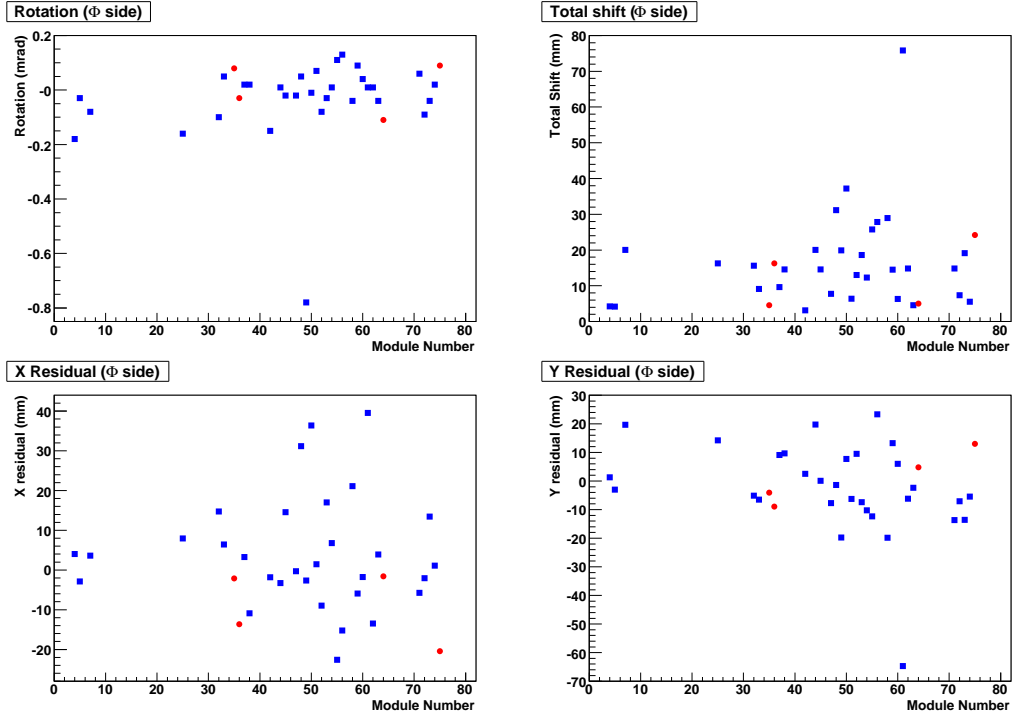 Rotation (Φ side)
Rotation (mrad)
0.2
-0
-0.2
-0.4
-0.6
-0.8
0 10 20 30 40 50 60 70 80
Module Number
Total shift (Φ side)
Total Shift (mm)
80
70
60
50
40
30
20
10
0
0 10 20 30 40 50 60 70 80
Module Number
X Residual (Φ side)
X residual (mm)
40
30
20
10
0
-10
-20
0 10 20 30 40 50 60 70 80
Module Number
Y Residual (Φ side)
Y residual (mm)
30
20
10
0
-10
-20
-30
-40
-50
-60
-70
0 10 20 30 40 50 60 70 80
Module Number